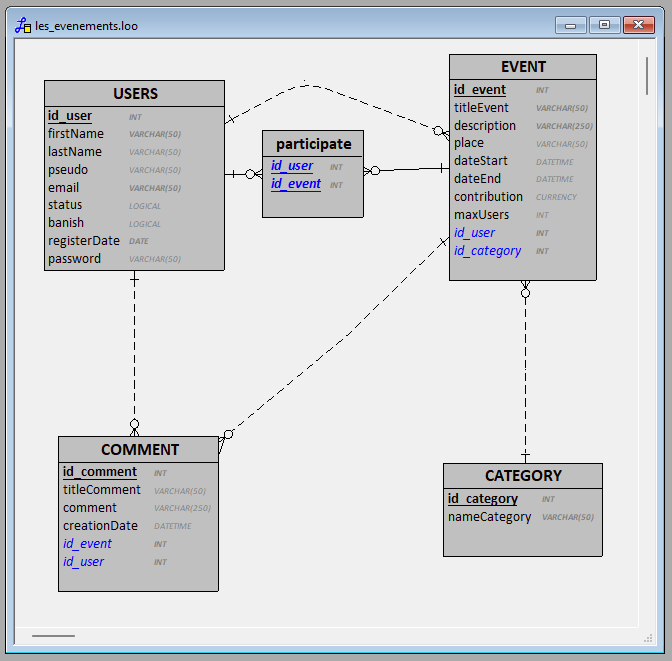 les_evenements.loo
USERS
id_user INT
firstName VARCHAR(50)
lastName VARCHAR(50)
pseudo VARCHAR(50)
email VARCHAR(50)
status LOGICAL
banish LOGICAL
registerDate DATE
password VARCHAR(50)
participate
id_user INT
id_event INT
EVENT
id_event INT
titleEvent VARCHAR(50)
description VARCHAR(250)
place VARCHAR(50)
dateStart DATETIME
dateEnd DATETIME
contribution CURRENCY
maxUsers INT
id_user INT
id_category INT
COMMENT
id_comment INT
titleComment VARCHAR(50)
comment VARCHAR(250)
creationDate DATETIME
id_event INT
id_user INT
CATEGORY
id_category INT
nameCategory VARCHAR(50)